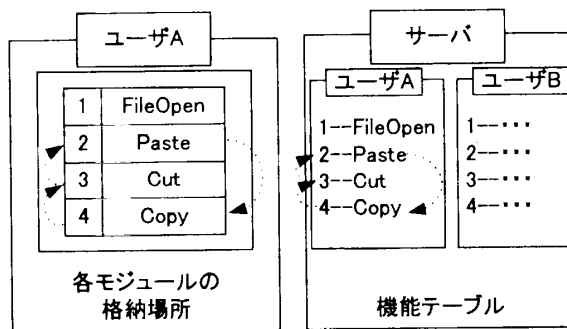 ユーザA
1 FileOpen
2 Paste
3 Cut
4 Copy
各モジュールの
格納場所
サーバ
ユーザA
1--FileOpen
2--Paste
3--Cut
4--Copy
ユーザB
1--･･･
2--･･･
3--･･･
4--･･･
機能テーブル